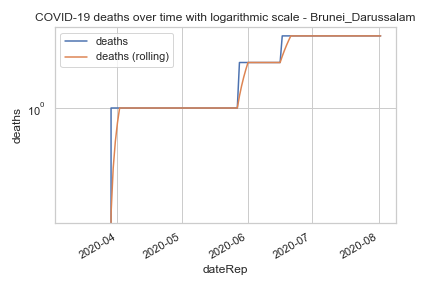 COVID-19 deaths over time with logarithmic scale - Brunei_Darussalam
deaths
deaths (rolling)
10⁰
deaths
2020-04
2020-05
2020-06
2020-07
2020-08
dateRep